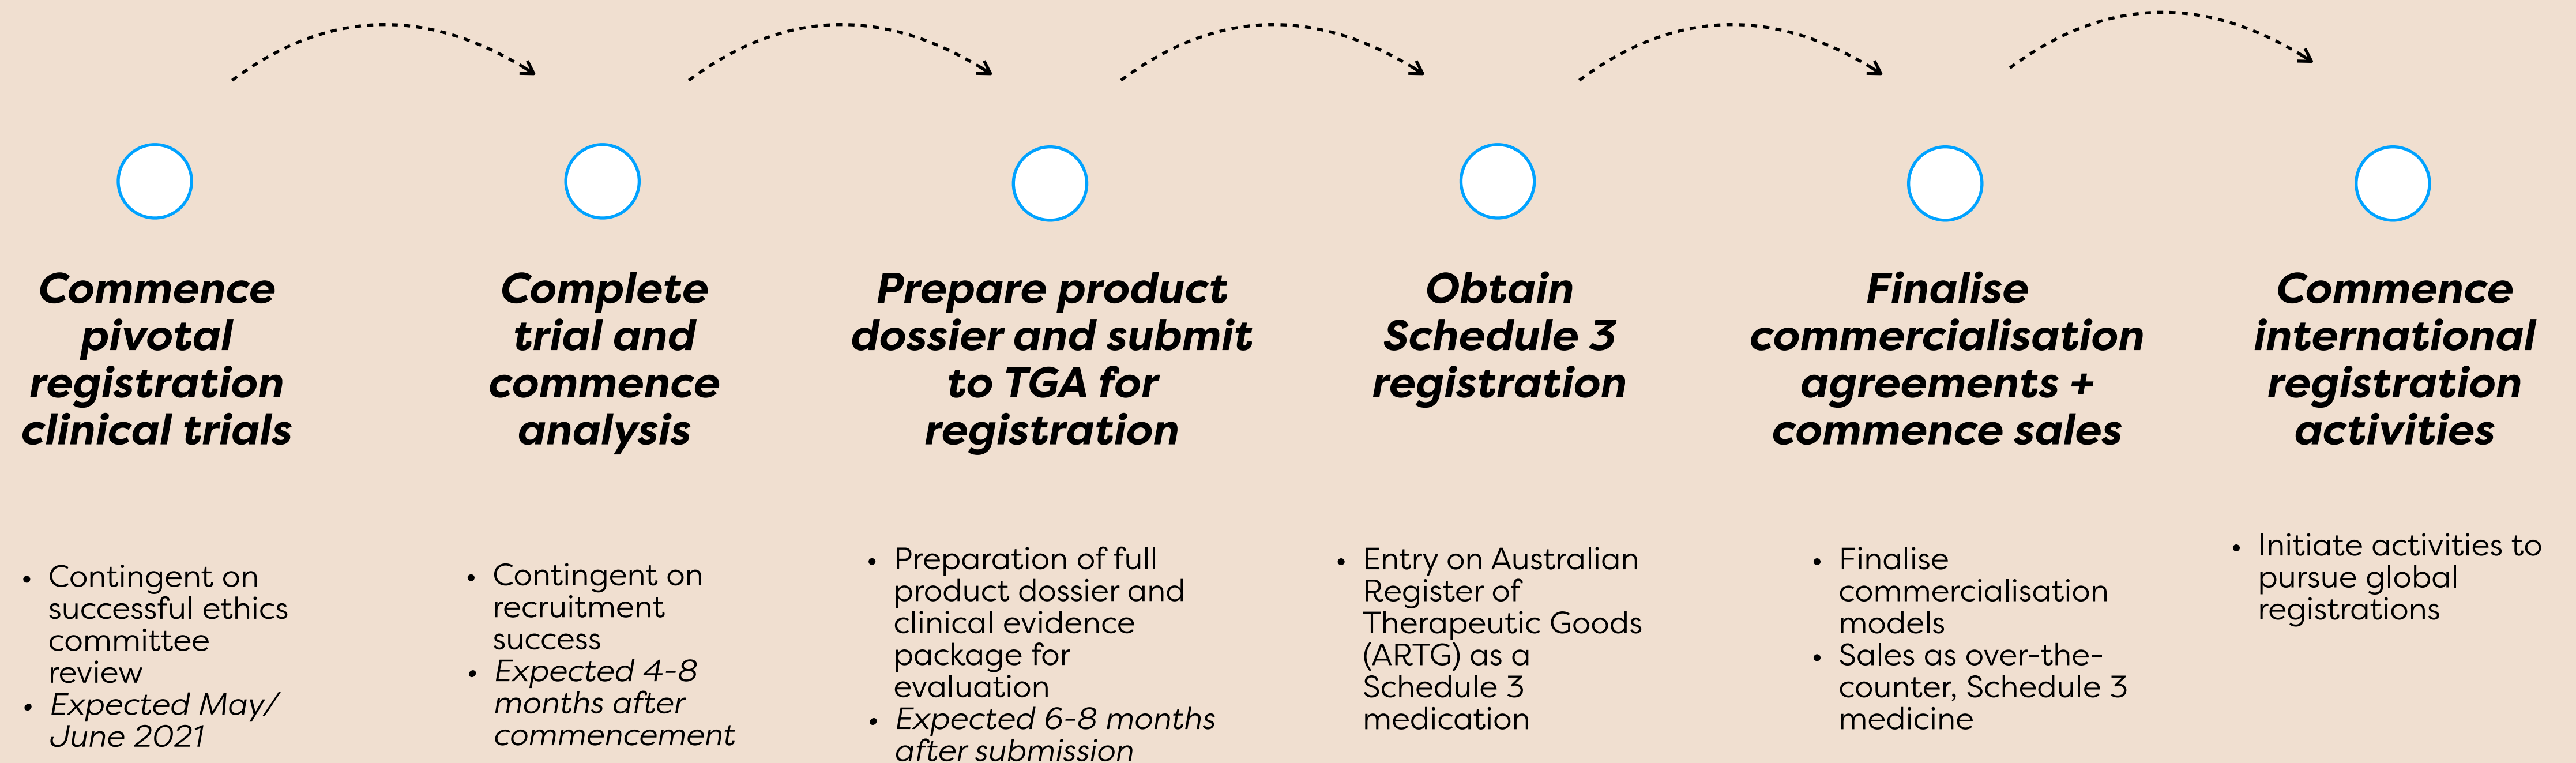 Commence
pivotal
registration
clinical trials
• Contingent on
successful ethics
committee
review
• Expected May/
June 2021
Complete
trial and
commence
analysis
• Contingent on
recruitment
success
• Expected 4-8
months after
commencement
Prepare product
dossier and submit
to TGA for
registration
• Preparation of full
product dossier and
clinical evidence
package for
evaluation
• Expected 6-8 months
after submission
Obtain
Schedule 3
registration
• Entry on Australian
Register of
Therapeutic Goods
(ARTG) as a
Schedule 3
medication
Finalise
commercialisation
agreements +
commence sales
• Finalise
commercialisation
models
• Sales as over-the-
counter, Schedule 3
medicine
Commence
international
registration
activities
• Initiate activities to
pursue global
registrations